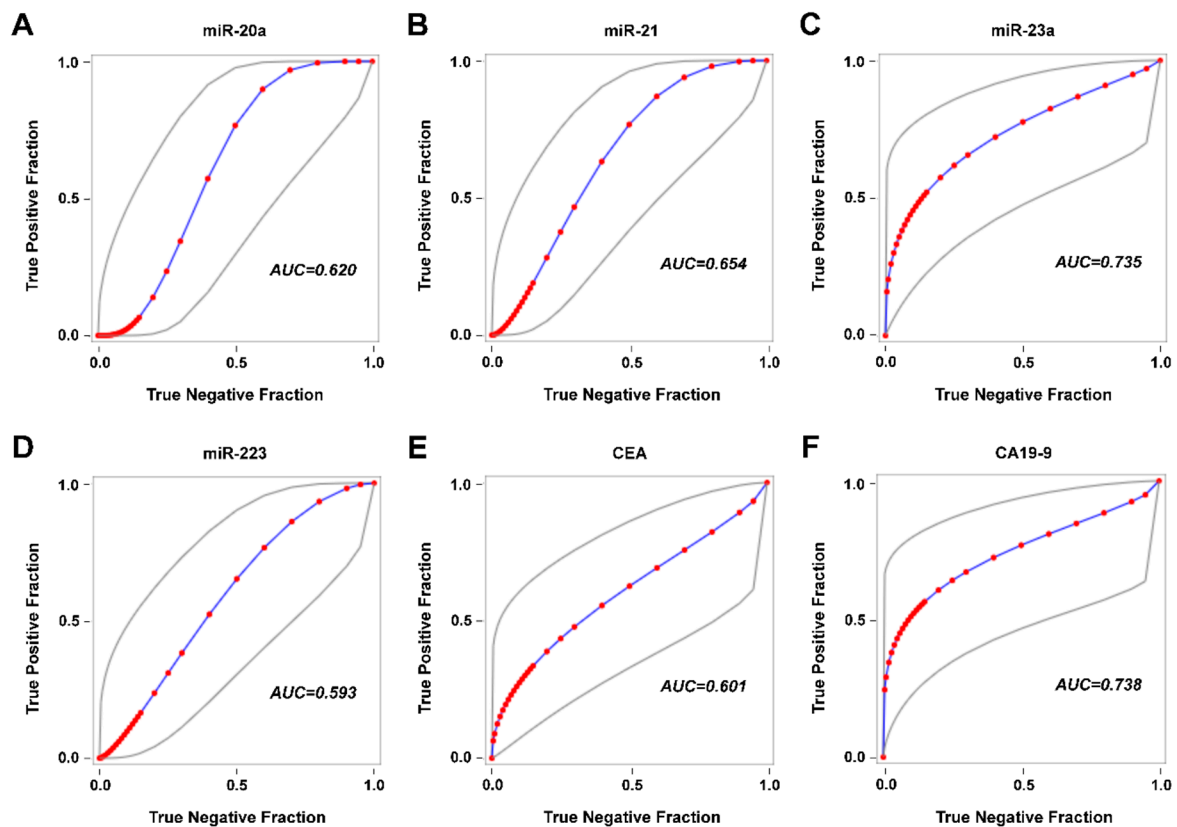 A
miR-20a
True Positive Fraction
1.0
0.5
0.0
AUC=0.620
0.0
0.5
1.0
True Negative Fraction
B
miR-21
True Positive Fraction
1.0
0.5
0.0
AUC=0.654
0.0
0.5
1.0
True Negative Fraction
C
miR-23a
True Positive Fraction
1.0
0.5
0.0
AUC=0.735
0.0
0.5
1.0
True Negative Fraction
D
miR-223
True Positive Fraction
1.0
0.5
0.0
AUC=0.593
0.0
0.5
1.0
True Negative Fraction
E
CEA
True Positive Fraction
1.0
0.5
0.0
AUC=0.601
0.0
0.5
1.0
True Negative Fraction
F
CA19-9
True Positive Fraction
1.0
0.5
0.0
AUC=0.738
0.0
0.5
1.0
True Negative Fraction